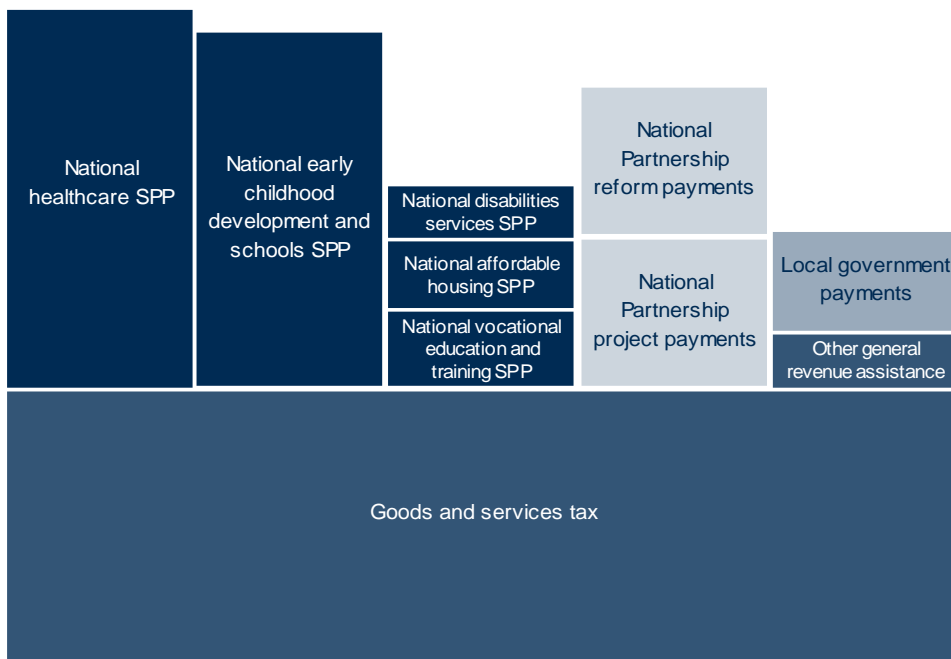 National
healthcare SPP
National early
childhood
development and
schools SPP
National disabilities
services SPP
National affordable
housing SPP
National vocational
education and
training SPP
National
Partnership
reform payments
National
Partnership
project payments
Local government
payments
Other general
revenue assistance
Goods and services tax